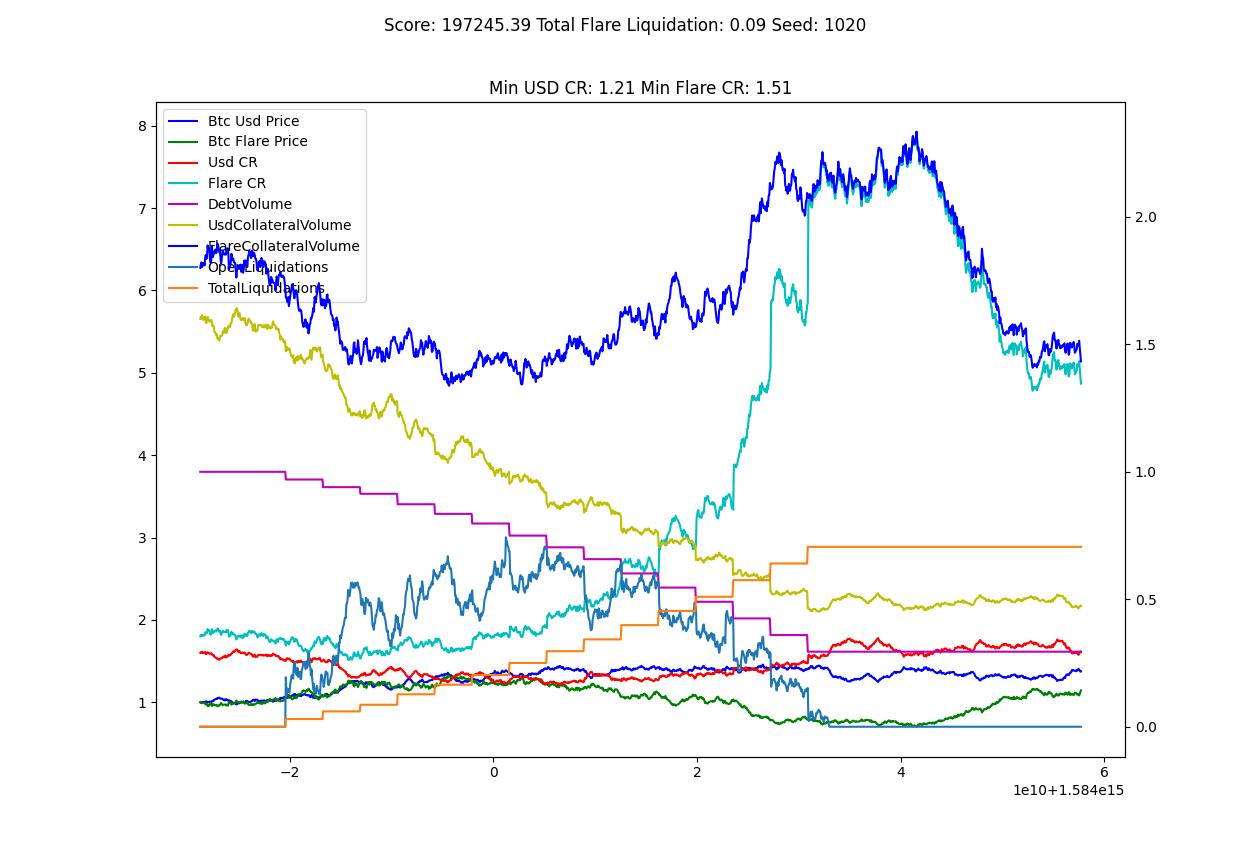 Score: 197245.39 Total Flare Liquidation: 0.09 Seed: 1020
Min USD CR: 1.21 Min Flare CR: 1.51
Btc Usd Price
Btc Flare Price
Usd CR
Flare CR
DebtVolume
UsdCollateralVolume
FlareCollateralVolume
OpenLiquidations
TotalLiquidations
8
7
6
5
4
3
2
1
2.0
1.5
1.0
0.5
0.0
−2
0
2
4
6
1e10+1.584e15